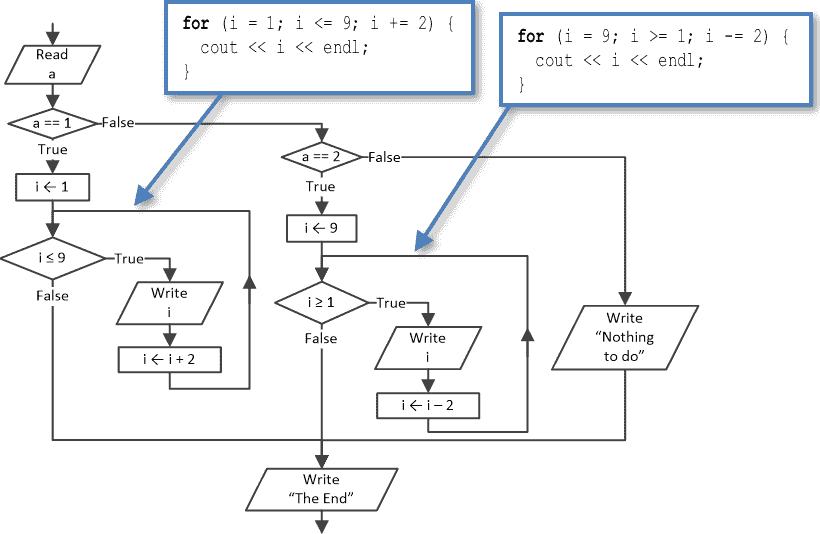 for (i = 1; i <= 9; i += 2) {
cout << i << endl;
}
for (i = 9; i >= 1; i -= 2) {
cout << i << endl;
}
Read
a
a == 1
False
True
a == 2
False
True
i ← 1
i ← 9
i ≤ 9
True
False
Write
i
i ← i + 2
i ≥ 1
True
False
Write
i
i ← i − 2
Write
“Nothing
to do”
Write
“The End”